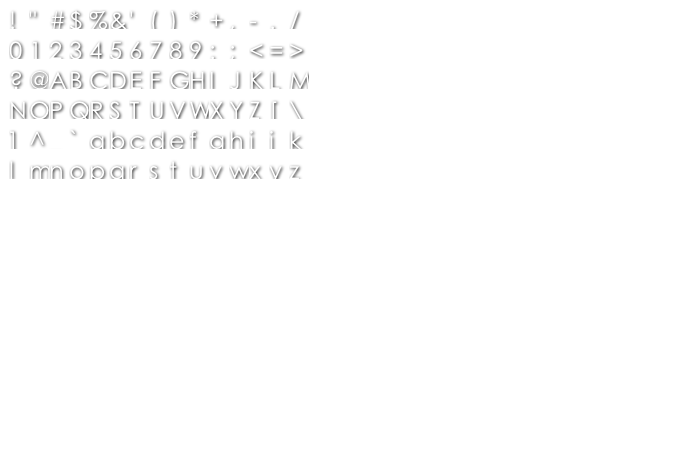 ! " # $ % & ' ( ) * + , - . /
0 1 2 3 4 5 6 7 8 9 : ; < = >
? @ A B C D E F G H I J K L M
N O P Q R S T U V W X Y Z [ \
] ^ ` a b c d e f g h i j k
l m n o p q r s t u v w x y z